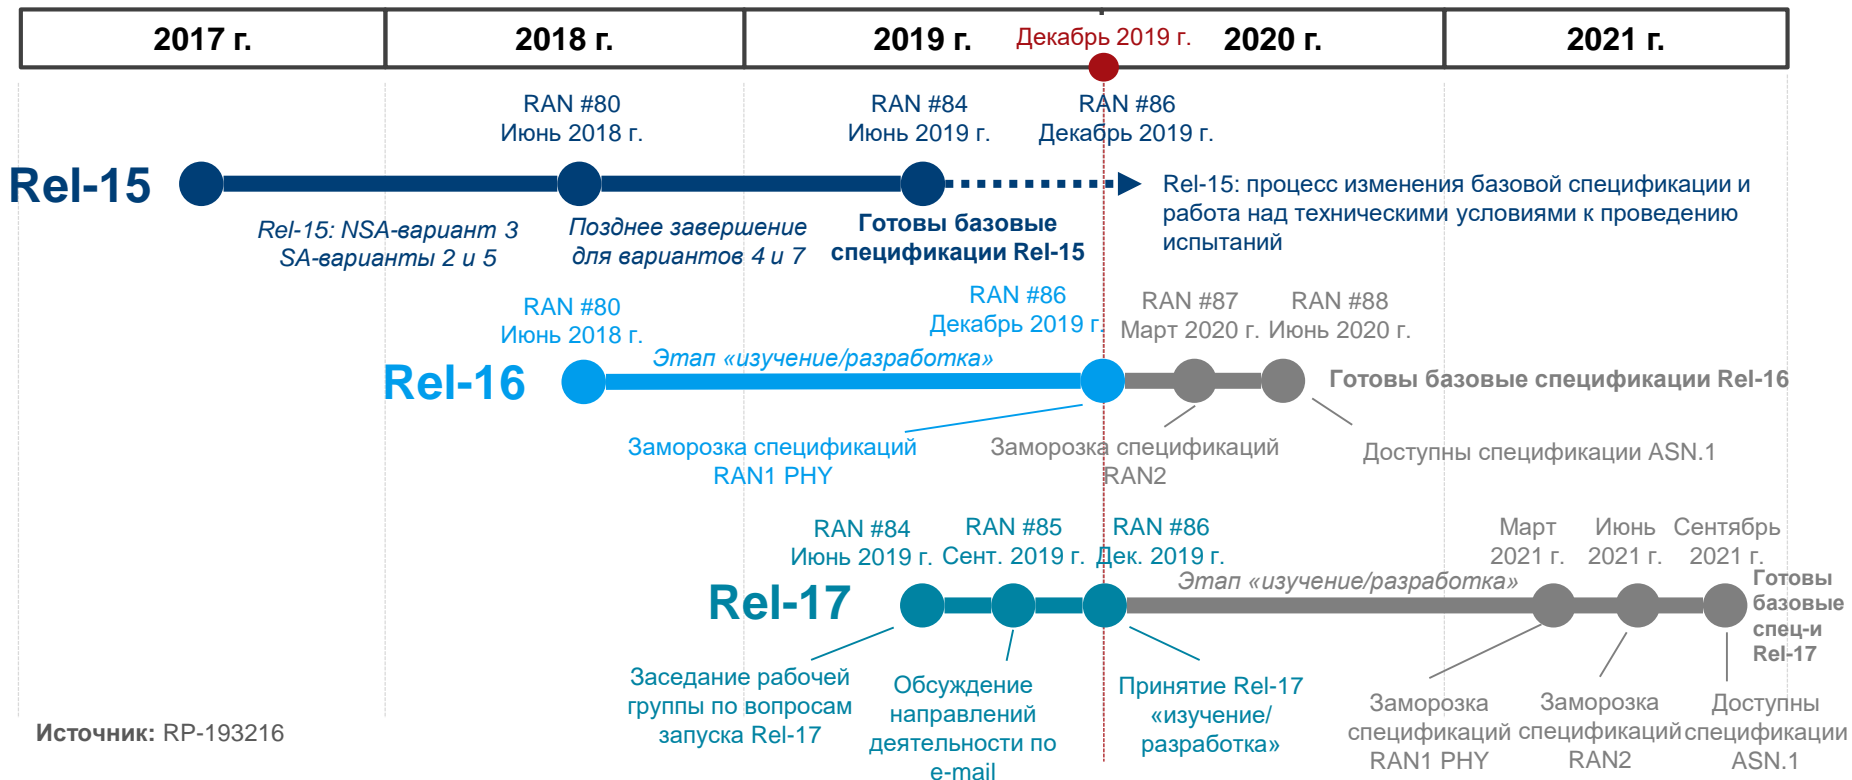 2017 г.
2018 г.
2019 г.
Декабрь 2019 г.
2020 г.
2021 г.
RAN #80
Июнь 2018 г.
RAN #84
Июнь 2019 г.
RAN #86
Декабрь 2019 г.
Rel-15
Rel-15: NSA-вариант 3
SA-варианты 2 и 5
Позднее завершение
для вариантов 4 и 7
Готовы базовые
спецификации Rel-15
Rel-15: процесс изменения базовой спецификации и
работа над техническими условиями к проведению
испытаний
RAN #80
Июнь 2018 г.
RAN #86
Декабрь 2019 г.
RAN #87
Март 2020 г.
RAN #88
Июнь 2020 г.
Rel-16
Этап «изучение/разработка»
Готовы базовые спецификации Rel-16
Заморозка спецификаций
RAN1 PHY
Заморозка спецификаций
RAN2
Доступны спецификации ASN.1
RAN #84
Июнь 2019 г.
RAN #85
Сент. 2019 г.
RAN #86
Дек. 2019 г.
Март
2021 г.
Июнь
2021 г.
Сентябрь
2021 г.
Rel-17
Этап «изучение/разработка»
Готовы
базовые
спец-и
Rel-17
Заседание рабочей
группы по вопросам
запуска Rel-17
Обсуждение
направлений
деятельности по
e-mail
Принятие Rel-17
«изучение/
разработка»
Заморозка
спецификаций
RAN1 PHY
Заморозка
спецификаций
RAN2
Доступны
спецификации
ASN.1
Источник: RP-193216